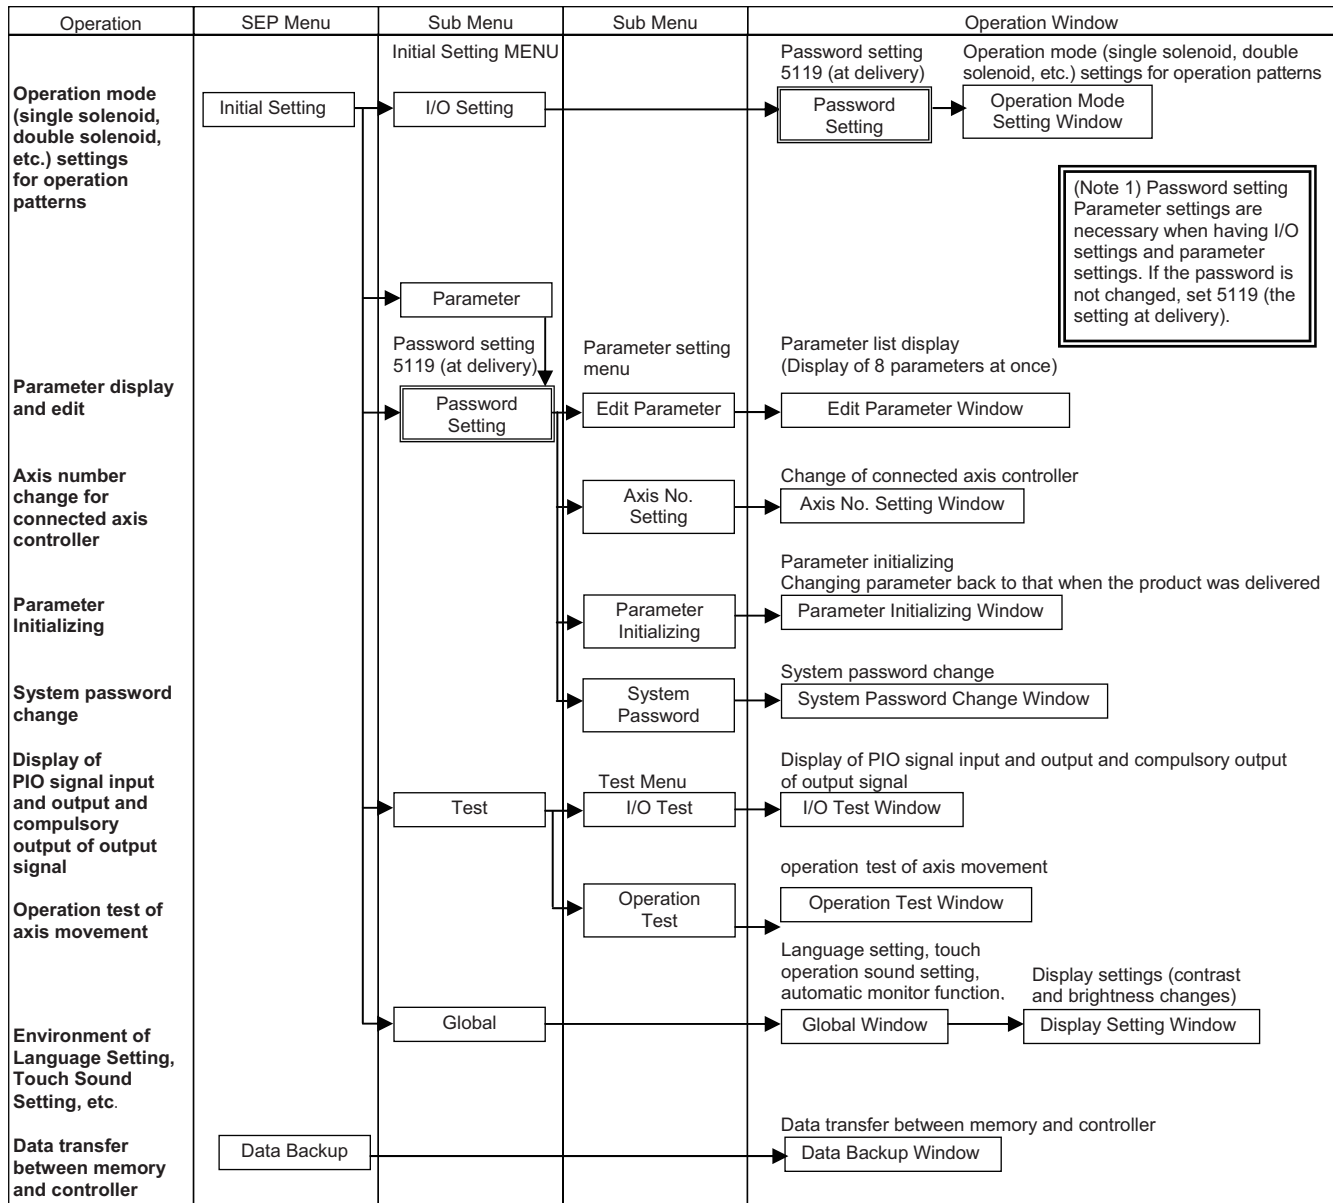 Operation
SEP Menu
Sub Menu
Sub Menu
Operation Window
Initial Setting MENU
Password setting
5119 (at delivery)
Operation mode (single solenoid, double
solenoid, etc.) settings for operation patterns
Operation mode
(single solenoid,
double solenoid,
etc.) settings
for operation
patterns
Initial Setting
I/O Setting
Password
Setting
Operation Mode
Setting Window
(Note 1) Password setting
Parameter settings are
necessary when having I/O
settings and parameter
settings. If the password is
not changed, set 5119 (the
setting at delivery).
Parameter
Password setting
5119 (at delivery)
Parameter setting
menu
Parameter list display
(Display of 8 parameters at once)
Parameter display
and edit
Password
Setting
Edit Parameter
Edit Parameter Window
Axis number
change for
connected axis
controller
Axis No.
Setting
Change of connected axis controller
Axis No. Setting Window
Parameter initializing
Changing parameter back to that when the product was delivered
Parameter
Initializing
Parameter
Initializing
Parameter Initializing Window
System password
change
System
Password
System password change
System Password Change Window
Display of
PIO signal input
and output and
compulsory
output of output
signal
Test
Test Menu
I/O Test
Display of PIO signal input and output and compulsory output
of output signal
I/O Test Window
Operation test of
axis movement
Operation
Test
operation test of axis movement
Operation Test Window
Language setting, touch
operation sound setting,
automatic monitor function.
Display settings (contrast
and brightness changes)
Environment of
Language Setting,
Touch Sound
Setting, etc.
Global
Global Window
Display Setting Window
Data transfer
between memory
and controller
Data Backup
Data transfer between memory and controller
Data Backup Window